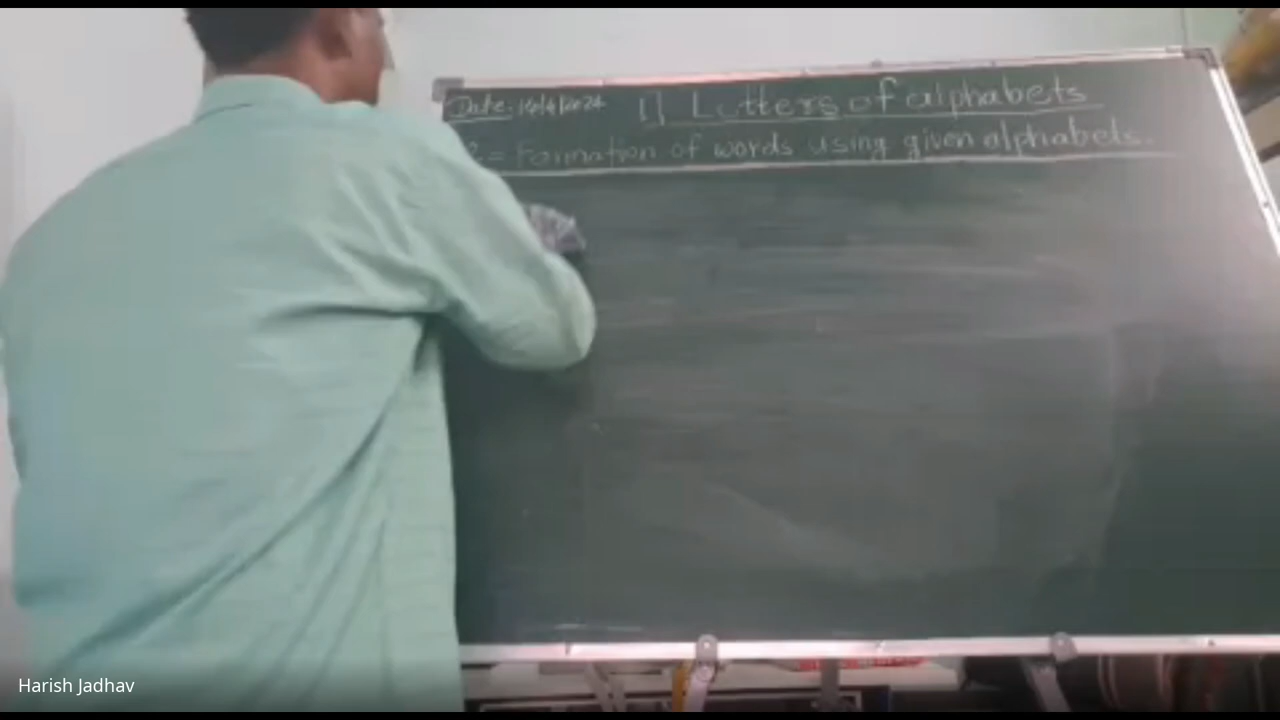 Date: 16/4/2024 1] Letters of alphabets
= Formation of words using given alphabets.
Harish Jadhav